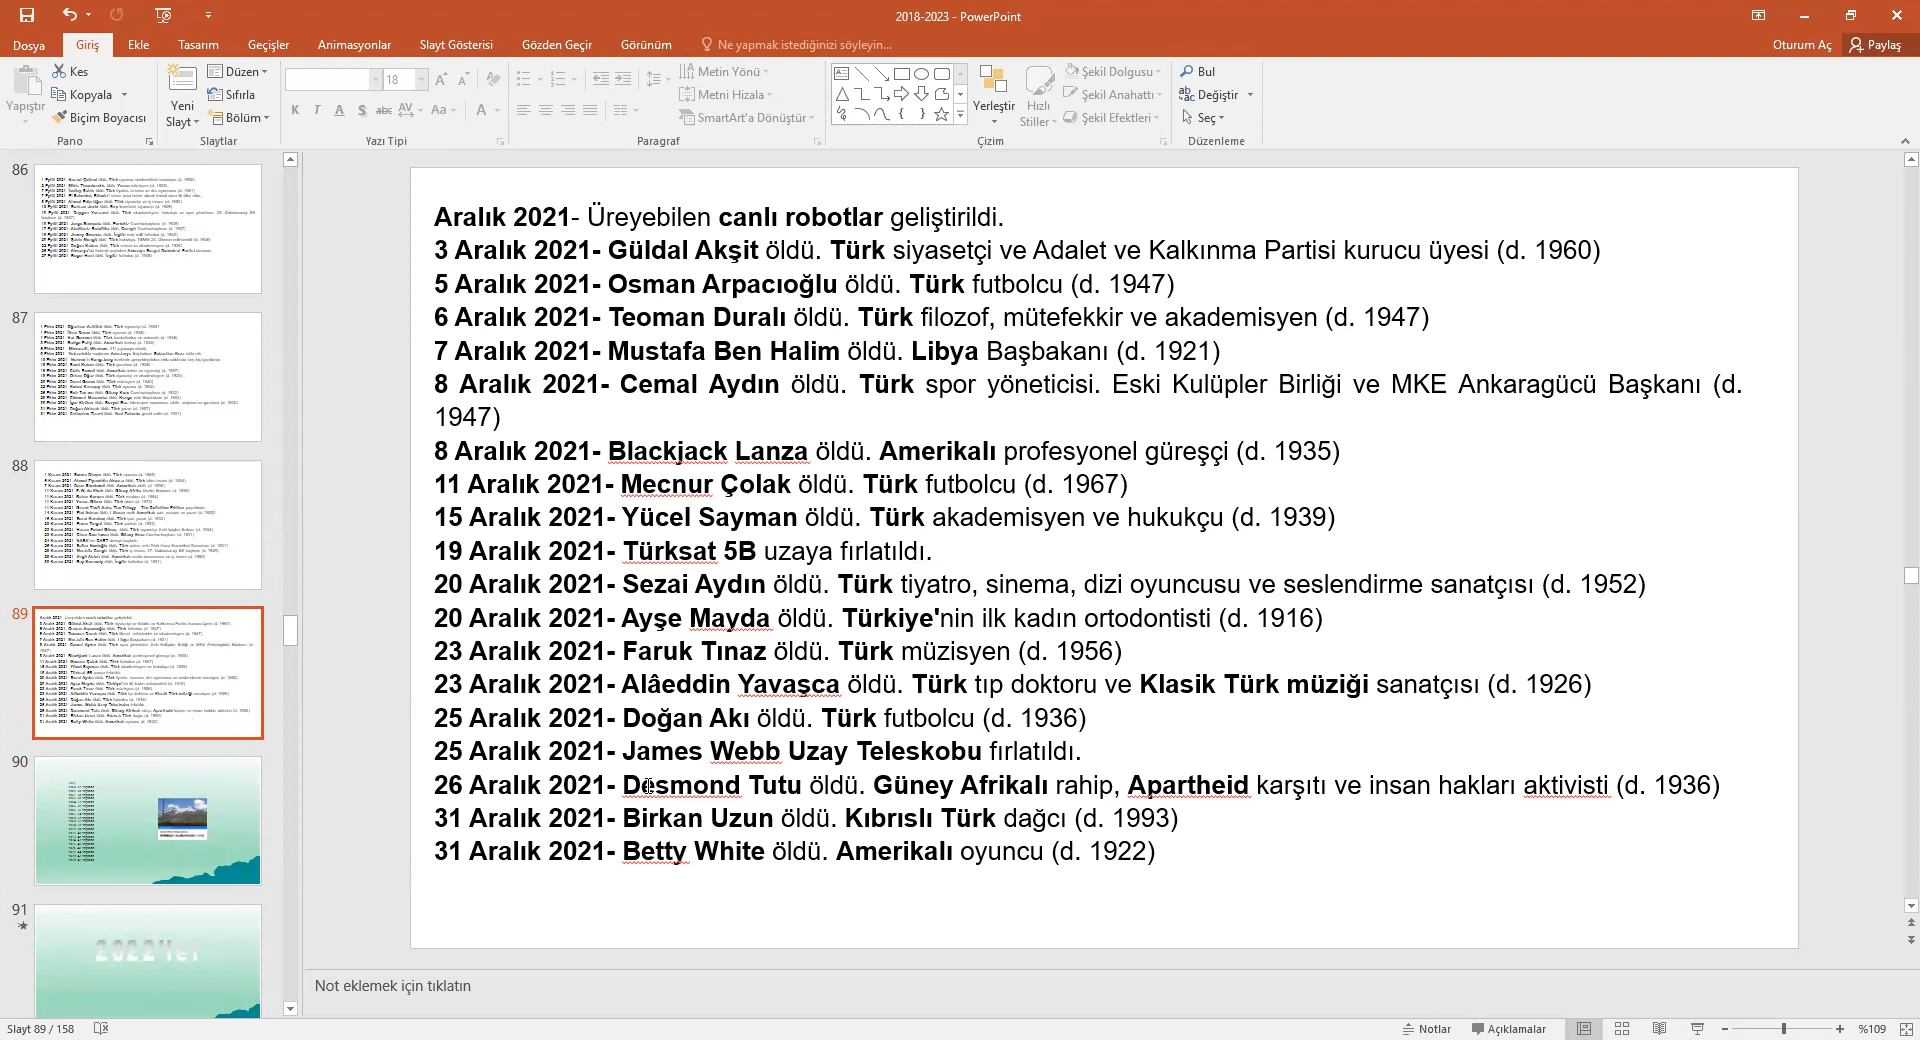 2018-2023 - PowerPoint
Dosya Giriş Ekle Tasarım Geçişler Animasyonlar Slayt Gösterisi Gözden Geçir Görünüm Ne yapmak istediğinizi söyleyin... Oturum Aç Paylaş
Yapıştır Kes Kopyala Biçim Boyacısı Pano
Yeni Slayt Düzen Sıfırla Bölüm Slaytlar
18 Yazı Tipi
Metin Yönü Metni Hizala SmartArt'a Dönüştür Paragraf
Yerleştir Hızlı Stiller Şekil Dolgusu Şekil Anahattı Şekil Efektleri Çizim
Bul Değiştir Seç Düzenleme
86
87
88
89
90
91
2022'ler
Aralık 2021- Üreyebilen canlı robotlar geliştirildi.
3 Aralık 2021- Güldal Akşit öldü. Türk siyasetçi ve Adalet ve Kalkınma Partisi kurucu üyesi (d. 1960)
5 Aralık 2021- Osman Arpacıoğlu öldü. Türk futbolcu (d. 1947)
6 Aralık 2021- Teoman Duralı öldü. Türk filozof, mütefekkir ve akademisyen (d. 1947)
7 Aralık 2021- Mustafa Ben Halim öldü. Libya Başbakanı (d. 1921)
8 Aralık 2021- Cemal Aydın öldü. Türk spor yöneticisi. Eski Kulüpler Birliği ve MKE Ankaragücü Başkanı (d.
1947)
8 Aralık 2021- Blackjack Lanza öldü. Amerikalı profesyonel güreşçi (d. 1935)
11 Aralık 2021- Mecnur Çolak öldü. Türk futbolcu (d. 1967)
15 Aralık 2021- Yücel Sayman öldü. Türk akademisyen ve hukukçu (d. 1939)
19 Aralık 2021- Türksat 5B uzaya fırlatıldı.
20 Aralık 2021- Sezai Aydın öldü. Türk tiyatro, sinema, dizi oyuncusu ve seslendirme sanatçısı (d. 1952)
20 Aralık 2021- Ayşe Mayda öldü. Türkiye'nin ilk kadın ortodontisti (d. 1916)
23 Aralık 2021- Faruk Tınaz öldü. Türk müzisyen (d. 1956)
23 Aralık 2021- Alâeddin Yavaşca öldü. Türk tıp doktoru ve Klasik Türk müziği sanatçısı (d. 1926)
25 Aralık 2021- Doğan Akı öldü. Türk futbolcu (d. 1936)
25 Aralık 2021- James Webb Uzay Teleskobu fırlatıldı.
26 Aralık 2021- Desmond Tutu öldü. Güney Afrikalı rahip, Apartheid karşıtı ve insan hakları aktivisti (d. 1936)
31 Aralık 2021- Birkan Uzun öldü. Kıbrıslı Türk dağcı (d. 1993)
31 Aralık 2021- Betty White öldü. Amerikalı oyuncu (d. 1922)
Not eklemek için tıklatın
Slayt 89 / 158 Notlar Açıklamalar %109